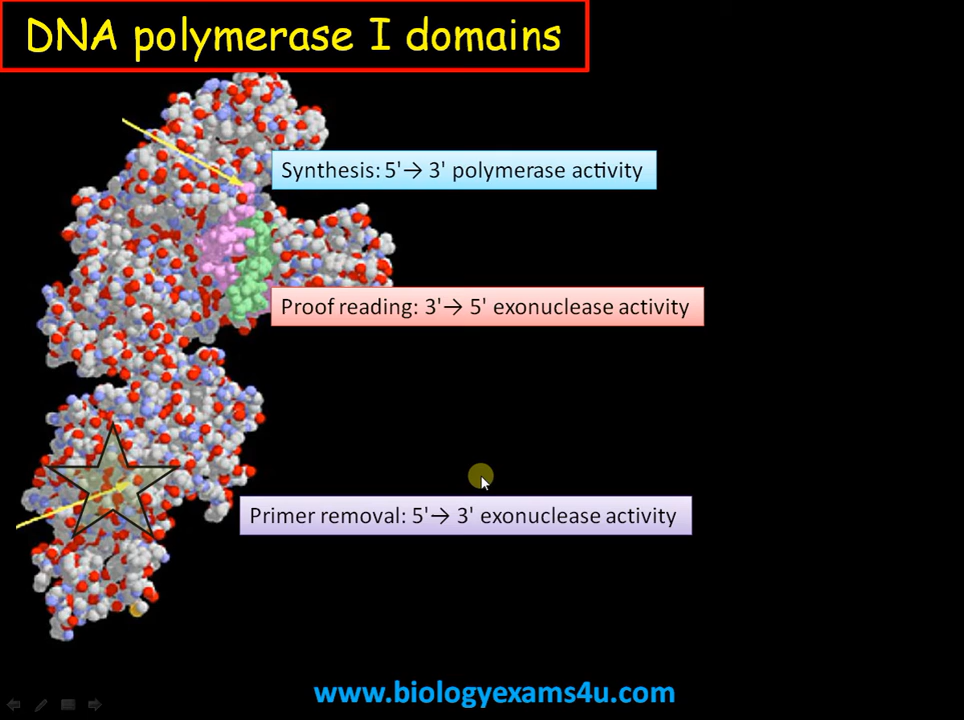 DNA polymerase I domains
Synthesis: 5'→ 3' polymerase activity
Proof reading: 3'→ 5' exonuclease activity
Primer removal: 5'→ 3' exonuclease activity
www.biologyexams4u.com